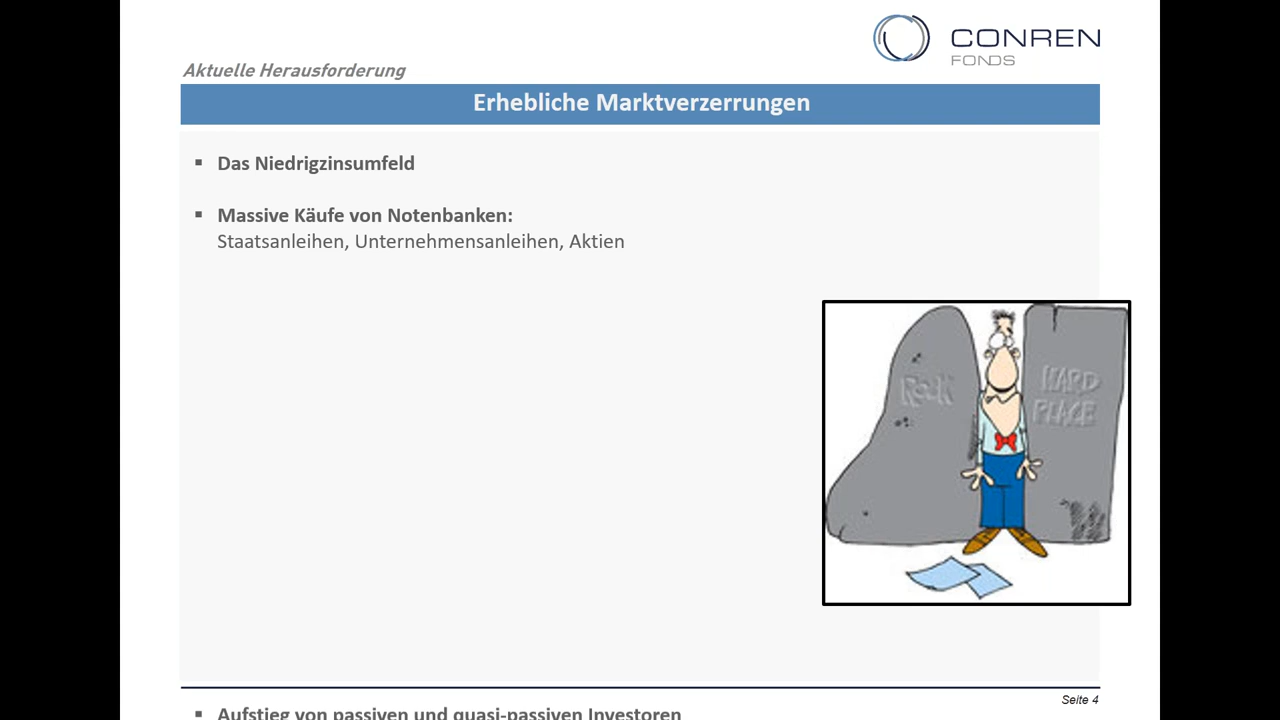 CONREN
FONDS
Aktuelle Herausforderung
Erhebliche Marktverzerrungen
▪ Das Niedrigzinsumfeld
▪ Massive Käufe von Notenbanken:
Staatsanleihen, Unternehmensanleihen, Aktien
ROCK
HARD
PLACE
Seite 4
▪ Aufstieg von passiven und quasi-passiven Investoren